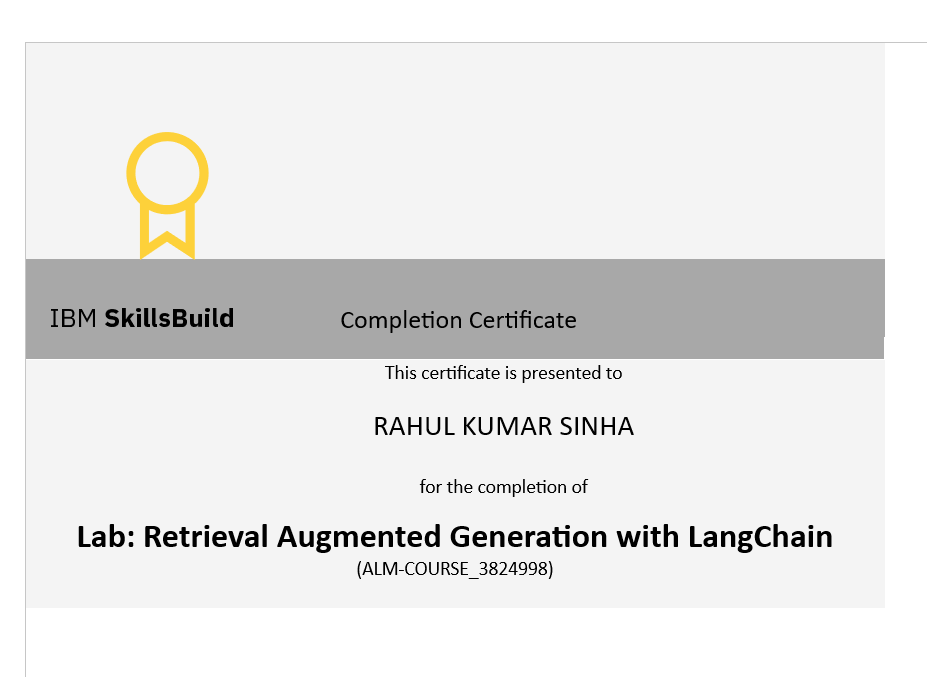 IBM SkillsBuild
Completion Certificate
This certificate is presented to
RAHUL KUMAR SINHA
for the completion of
Lab: Retrieval Augmented Generation with LangChain
(ALM-COURSE_3824998)